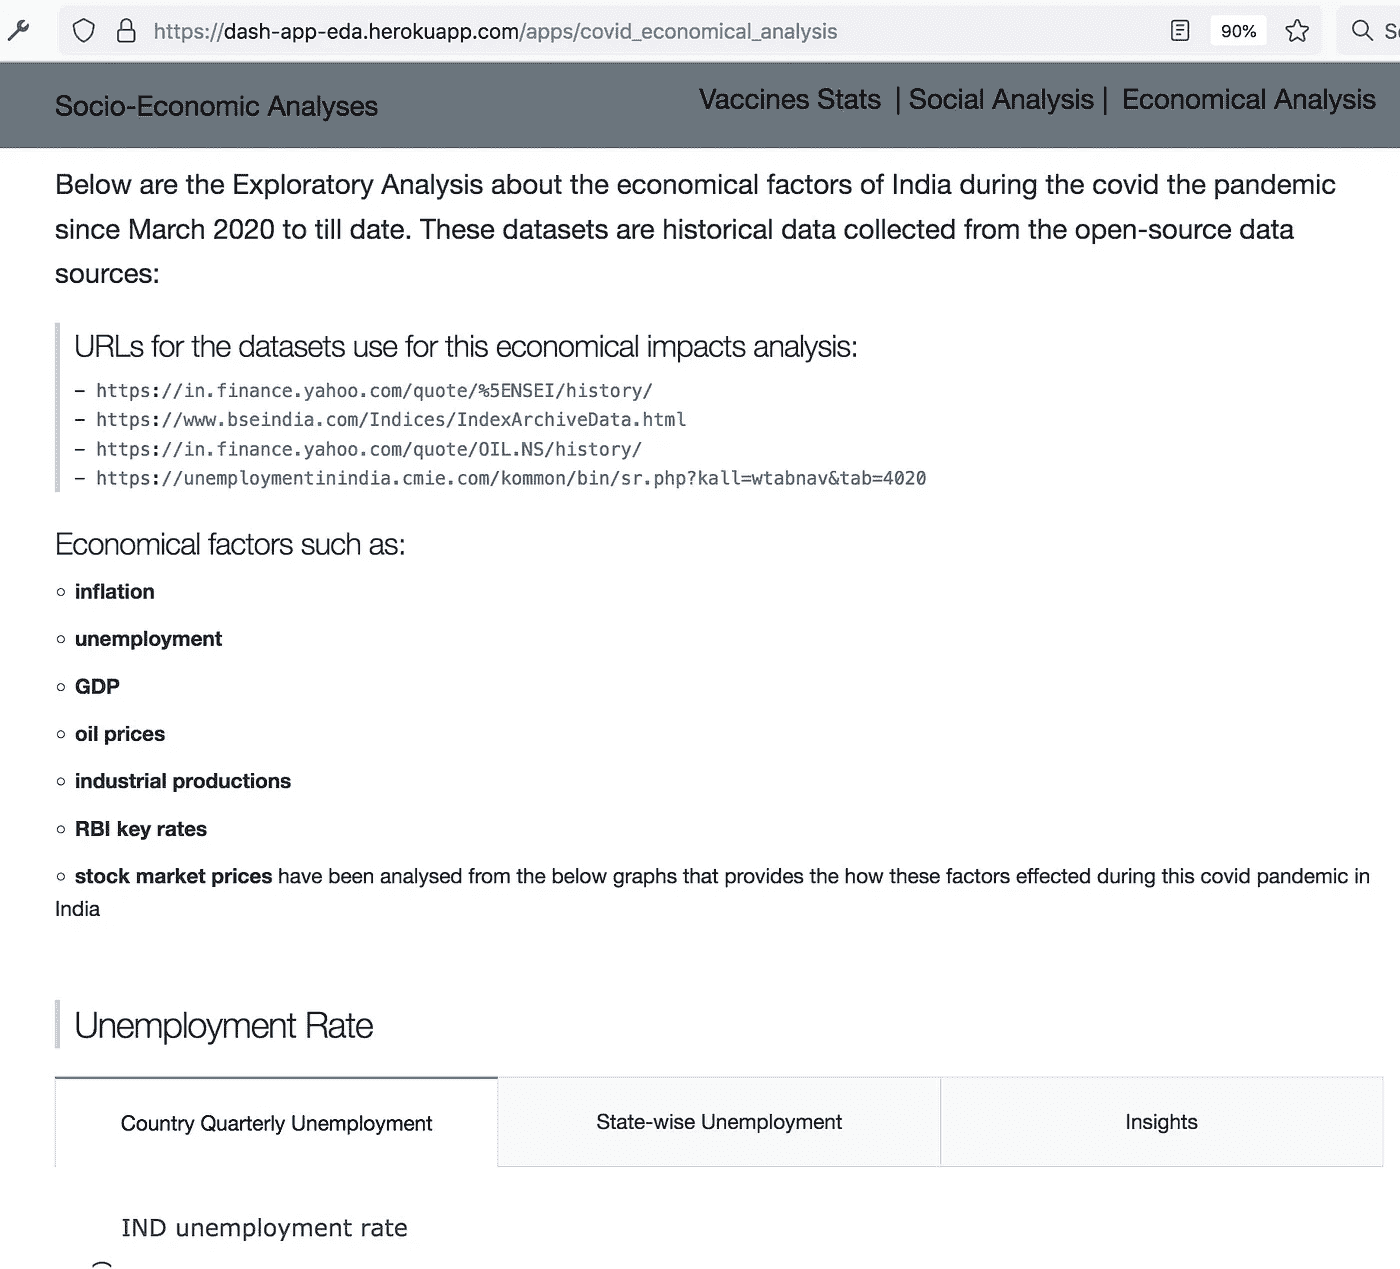 https://dash-app-eda.herokuapp.com/apps/covid_economical_analysis
90%
Socio-Economic Analyses
Vaccines Stats | Social Analysis | Economical Analysis
Below are the Exploratory Analysis about the economical factors of India during the covid the pandemic
since March 2020 to till date. These datasets are historical data collected from the open-source data
sources:
URLs for the datasets use for this economical impacts analysis:
– https://in.finance.yahoo.com/quote/%5ENSEI/history/
– https://www.bseindia.com/Indices/IndexArchiveData.html
– https://in.finance.yahoo.com/quote/OIL.NS/history/
– https://unemploymentinindia.cmie.com/kommon/bin/sr.php?kall=wtabnav&tab=4020
Economical factors such as:
◦ inflation
◦ unemployment
◦ GDP
◦ oil prices
◦ industrial productions
◦ RBI key rates
◦ stock market prices have been analysed from the below graphs that provides the how these factors effected during this covid pandemic in
India
Unemployment Rate
Country Quarterly Unemployment
State-wise Unemployment
Insights
IND unemployment rate